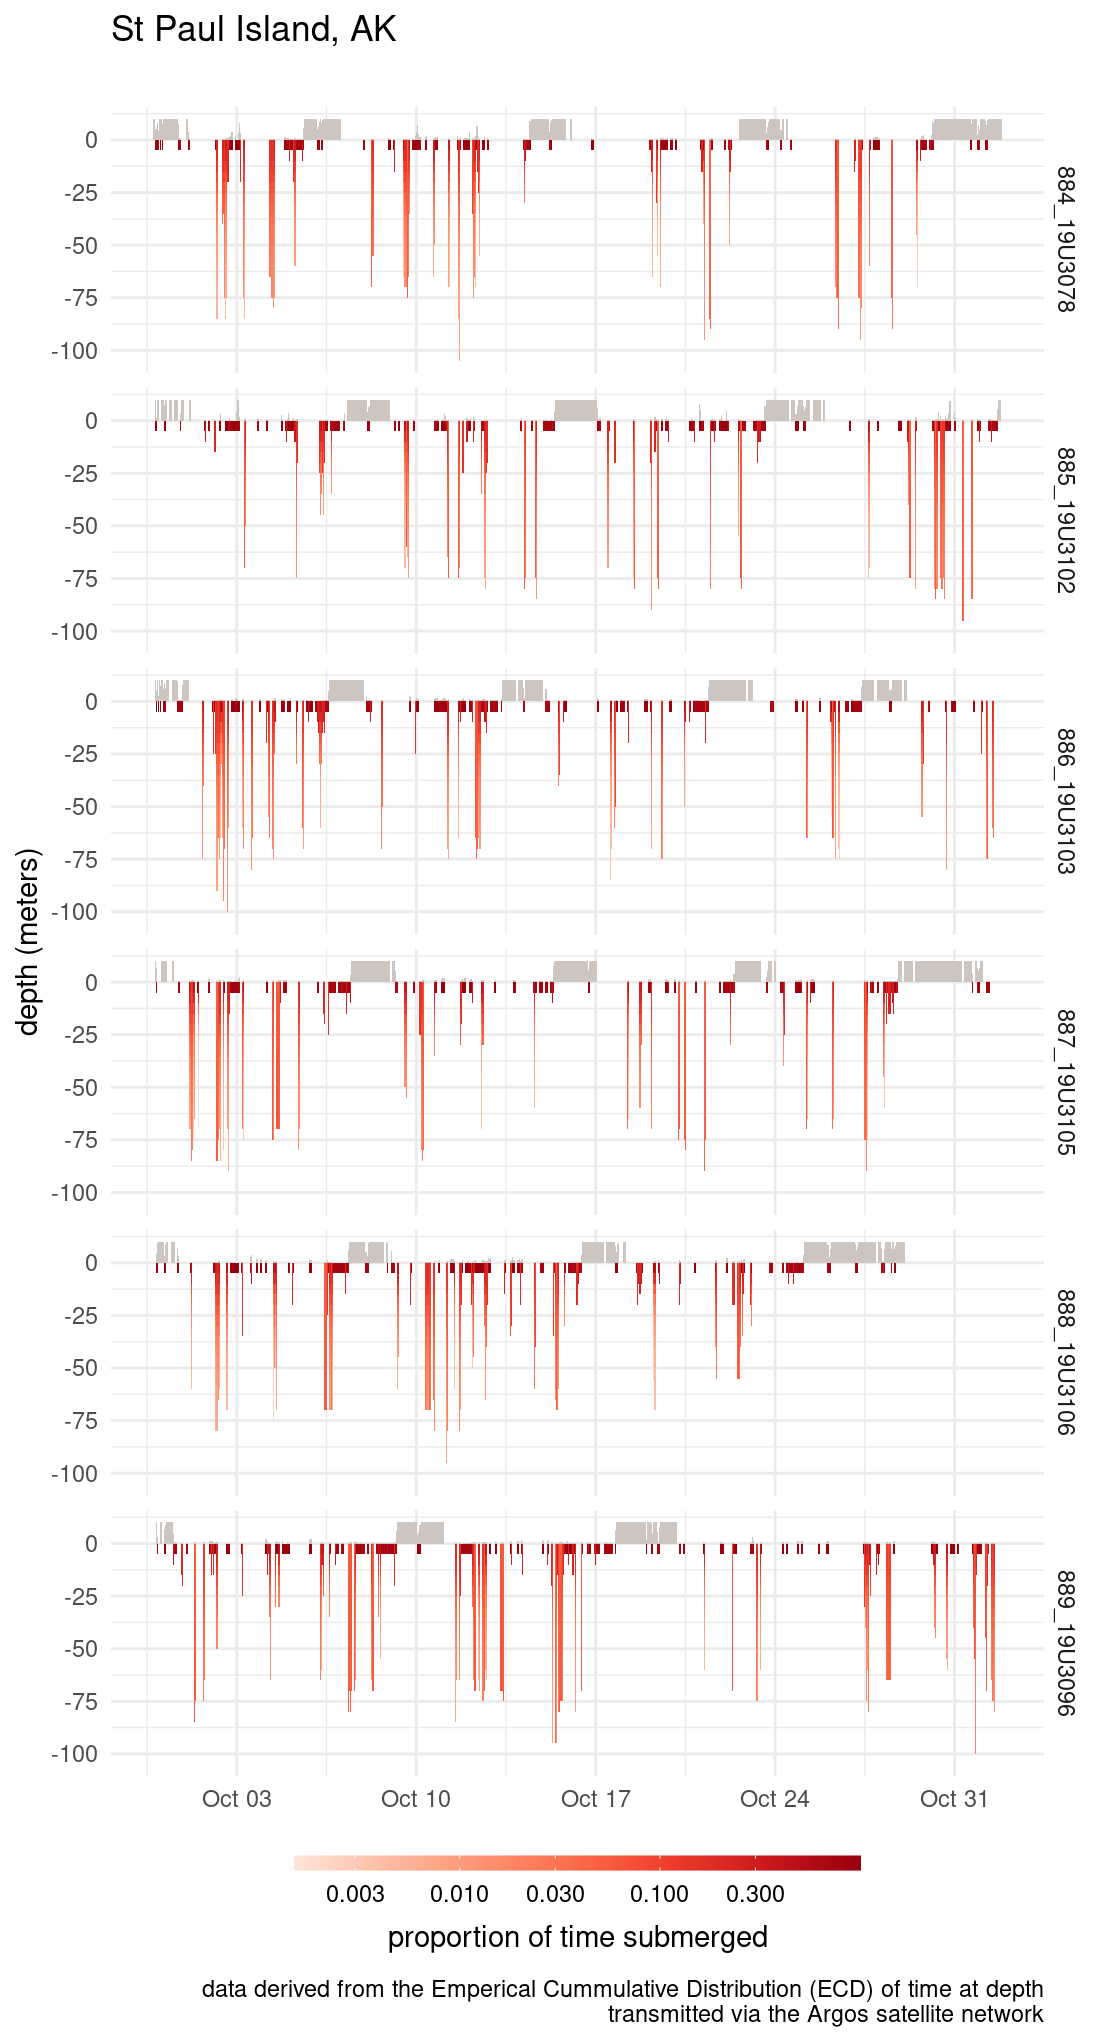 St Paul Island, AK
0
-25
-50
-75
-100
884_19U3078
0
-25
-50
-75
-100
885_19U3102
0
-25
-50
-75
-100
886_19U3103
depth (meters)
0
-25
-50
-75
-100
887_19U3105
0
-25
-50
-75
-100
888_19U3106
0
-25
-50
-75
-100
889_19U3096
Oct 03 Oct 10 Oct 17 Oct 24 Oct 31
0.003 0.010 0.030 0.100 0.300
proportion of time submerged
data derived from the Emperical Cummulative Distribution (ECD) of time at depth
transmitted via the Argos satellite network